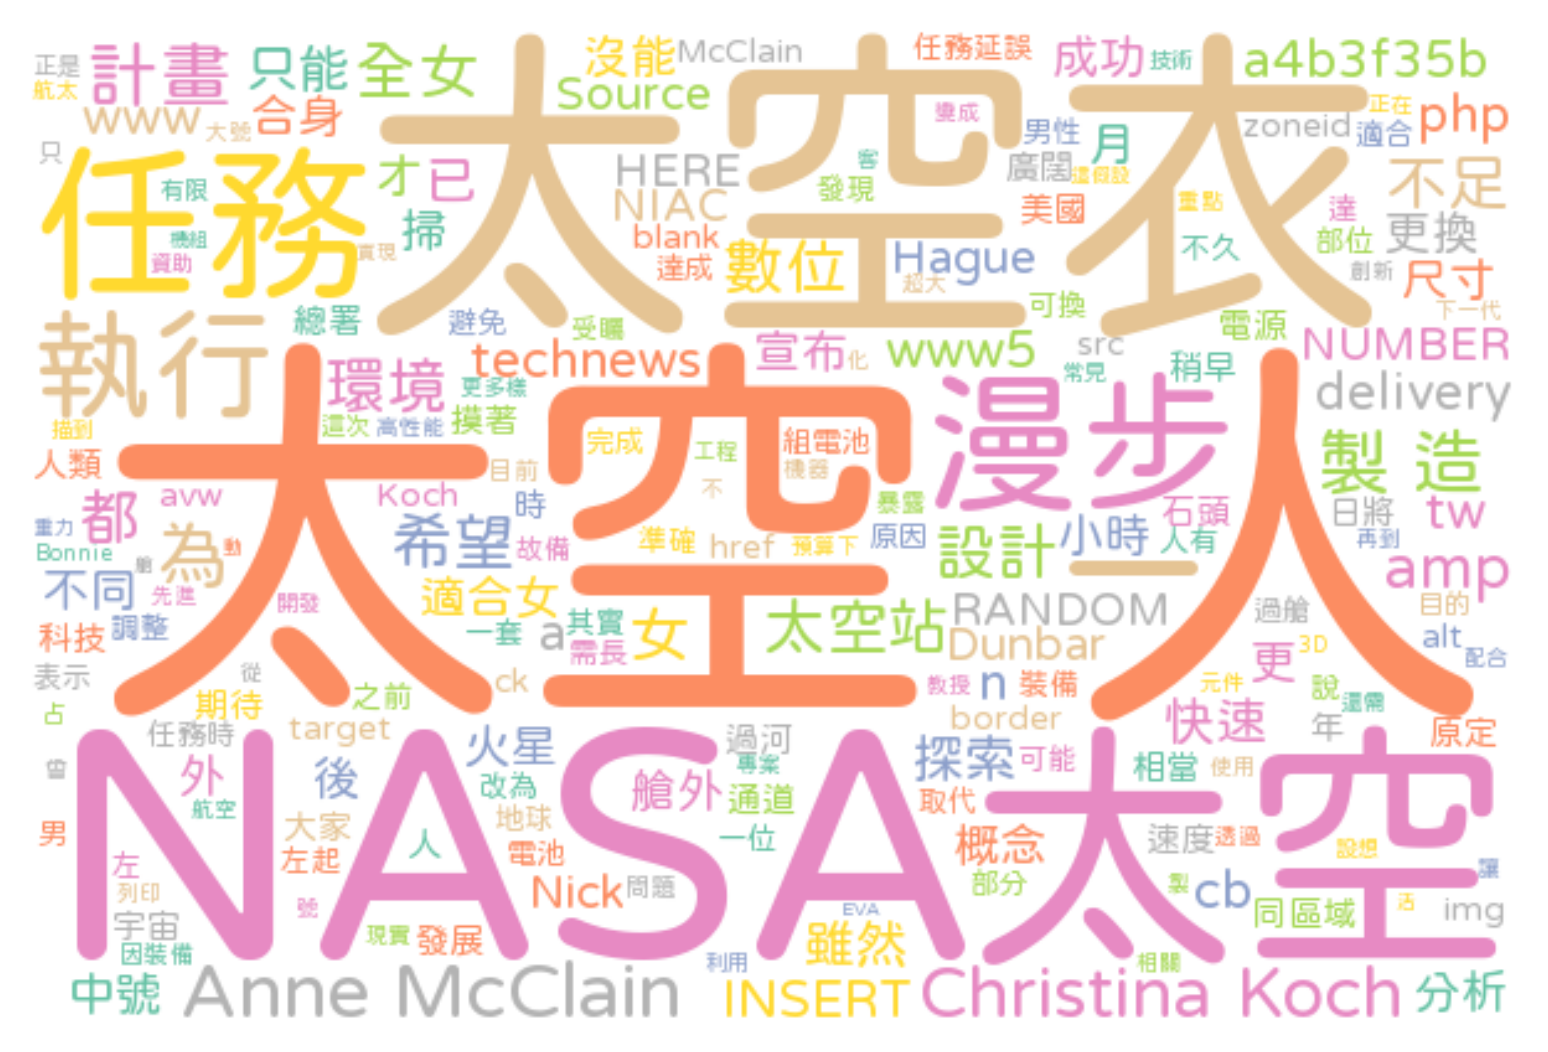 正是 計畫 只能 全女 沒能 McClain 任務延誤 成功 技術 a4b3f35b
航太 www 大號 合身 Source 變成 男性 月 zoneid 正在 適合 php
只 任務 有限 才 已 太空衣 HERE 客 發現 廣闊 這個設 不足
機組 資助 實現 掃 NIAC blank 達成 數位 Hague 超大 美國 重點 不久 達 部位 更換 創新 尺寸
執行 總署 避免 受矚 可換 電源 下一代
環境 更多樣 technews 宣布 化 www5 src 常見 稍早 NUMBER
描到 這次 高性能 摸著 完成 工程 組電池 機器 漫步 delivery
人類 太空人 目前 不 製造
重力 都 avw Koch 時 暴露 石頭 日將 tw
Bonnie 艙 為 動 希望 故備 準確 href 預算下 原因 設計 小時 一 人有 再到
不同 先進 開發 適合女 RANDOM 過艙 amp 目的
科技 調整 一套 a 其實 需長 女 太空站 Dunbar 更 3D alt 配合
表示 從 之前 ck 教授 n 裝備 元件 說 還需
占 期待 target border 快速 年 原定
任務時 火星 過河 專案 探索 可能 相當 使用
曾 外 航空 後 改為 艙外 通道 取代 太空
男 NASA 大家 地球 一位 概念 速度 透過 設想
左 左起 人 電池 部分 讓
列印 號 Nick 問題 製 cb 活
宇宙 現實 發展 EVA 雖然 同區域 img
因裝備 利用 相關
中號 Anne McClain INSERT Christina Koch 分析